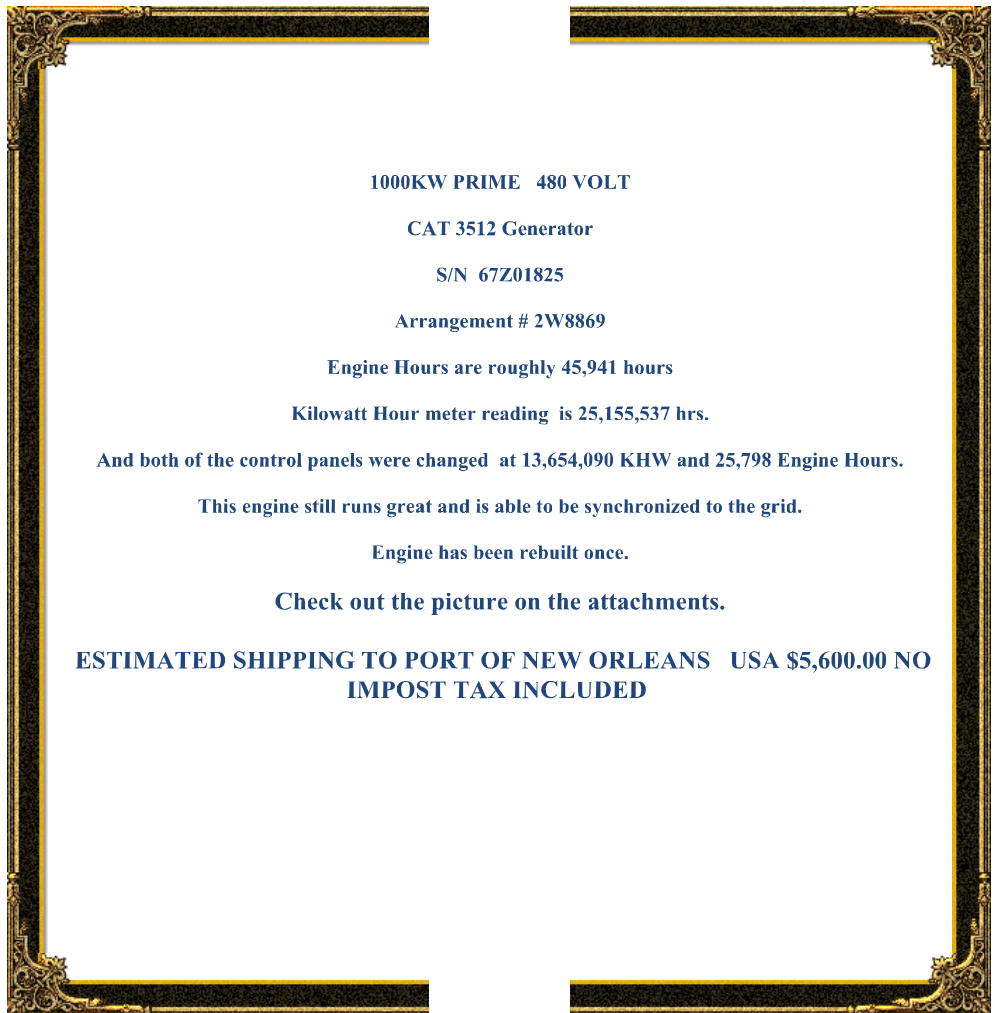 1000KW PRIME   480 VOLT
CAT 3512 Generator
S/N  67Z01825
Arrangement # 2W8869
Engine Hours are roughly 45,941 hours
Kilowatt Hour meter reading  is 25,155,537 hrs.
And both of the control panels were changed  at 13,654,090 KHW and 25,798 Engine Hours.
This engine still runs great and is able to be synchronized to the grid.
Engine has been rebuilt once.
Check out the picture on the attachments.
ESTIMATED SHIPPING TO PORT OF NEW ORLEANS   USA $5,600.00 NO
IMPOST TAX INCLUDED